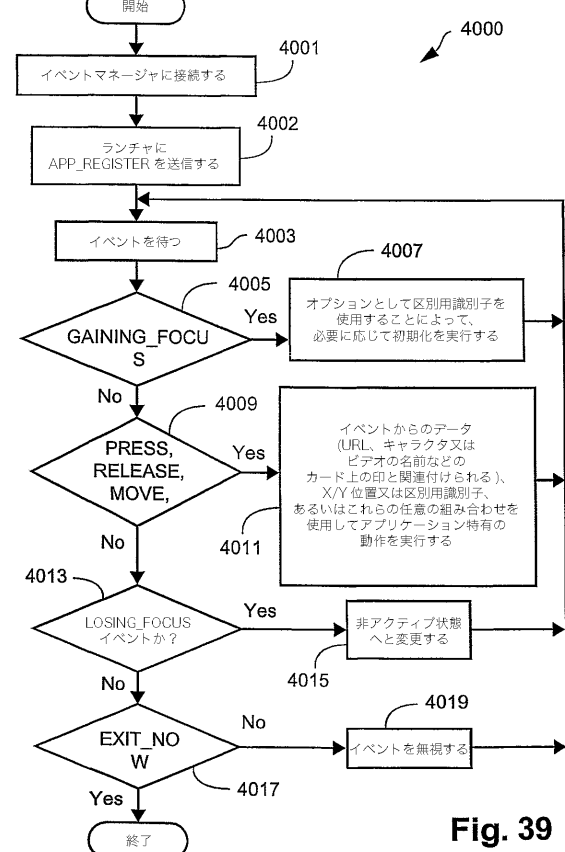 開始
4000
4001
イベントマネージャに接続する
4002
ランチャに
APP_REGISTER を送信する
イベントを待つ
4003
4005
4007
GAINING_FOCU
S
Yes
オプションとして区別用識別子を
使用することによって、
必要に応じて初期化を実行する
No
4009
PRESS,
RELEASE,
MOVE,
Yes
4011
イベントからのデータ
(URL、キャラクタ又は
ビデオの名前などの
カード上の印と関連付けられる)、
X/Y 位置又は区別用識別子、
あるいはこれらの任意の組み合わせを
使用してアプリケーション特有の
動作を実行する
No
4013
LOSING_FOCUS
イベントか?
Yes
非アクティブ状態
へと変更する
4015
No
EXIT_NO
W
No
4019
イベントを無視する
4017
Yes
終了
Fig. 39